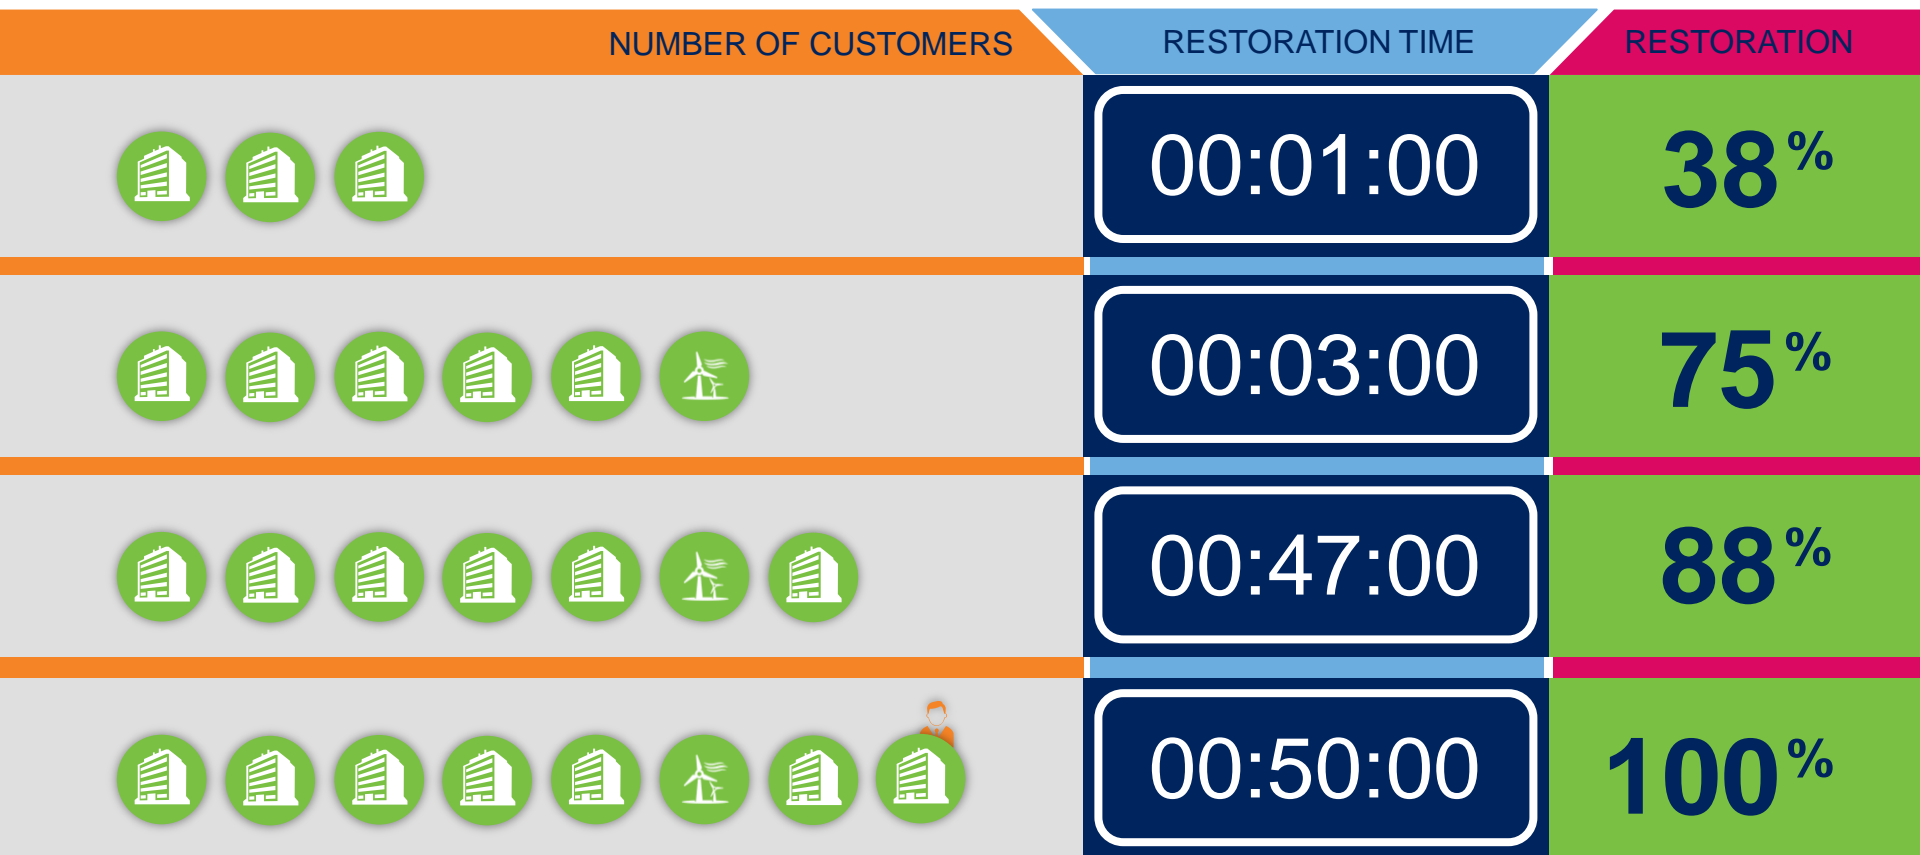 NUMBER OF CUSTOMERS RESTORATION TIME RESTORATION
00:01:00 38%
00:03:00 75%
00:47:00 88%
00:50:00 100%